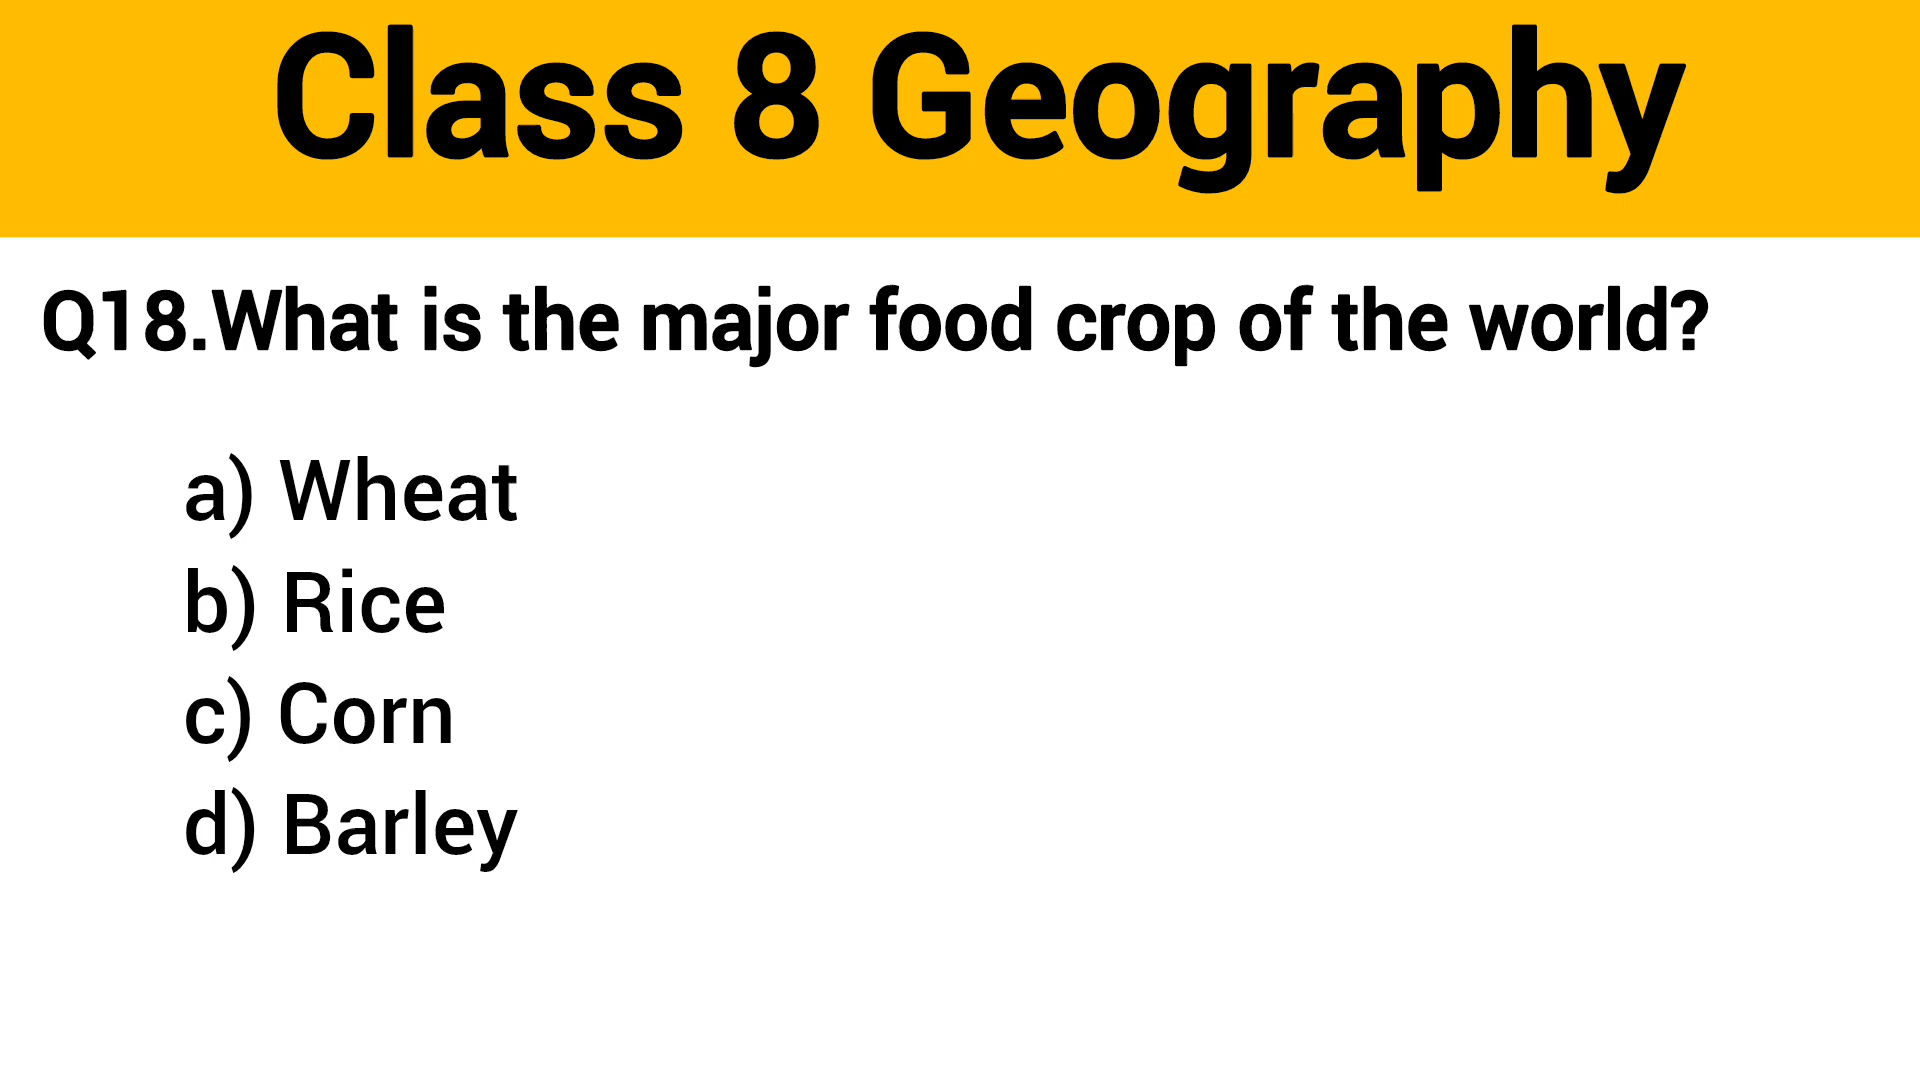 Class 8 Geography
Q18.What is the major food crop of the world?
a) Wheat
b) Rice
c) Corn
d) Barley